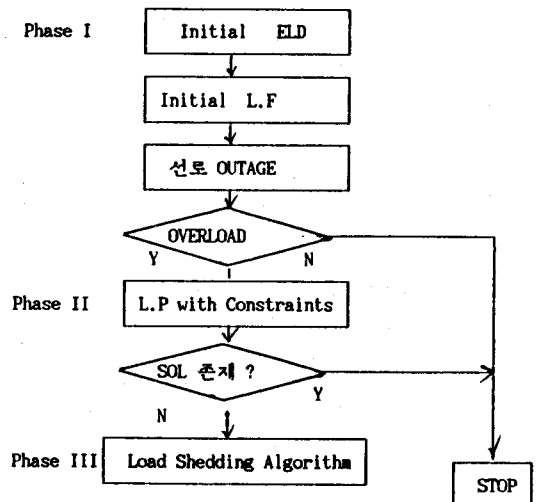 Phase I
Initial ELD
Initial L.F
선로 OUTAGE
OVERLOAD
Y N
Phase II
L.P with Constraints
SOL 존재 ?
Y
N
Phase III
Load Shedding Algorithm
STOP